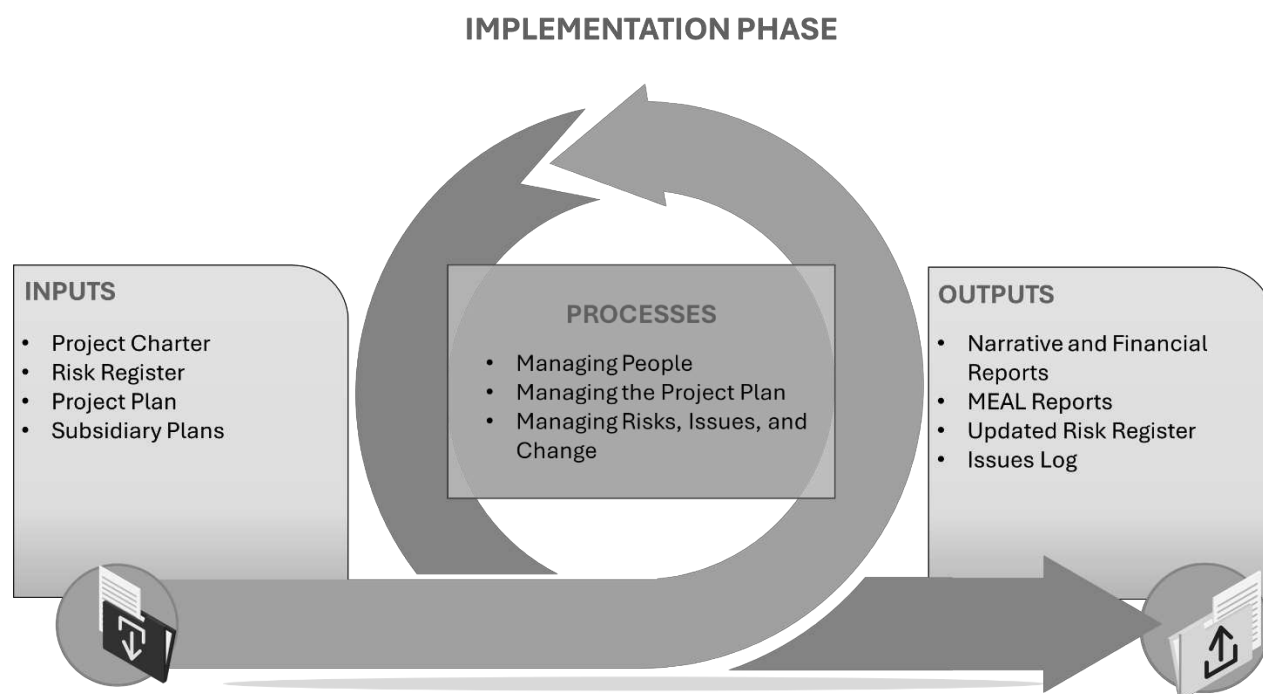 IMPLEMENTATION PHASE
INPUTS
• Project Charter
• Risk Register
• Project Plan
• Subsidiary Plans
PROCESSES
• Managing People
• Managing the Project Plan
• Managing Risks, Issues, and
Change
OUTPUTS
• Narrative and Financial
Reports
• MEAL Reports
• Updated Risk Register
• Issues Log